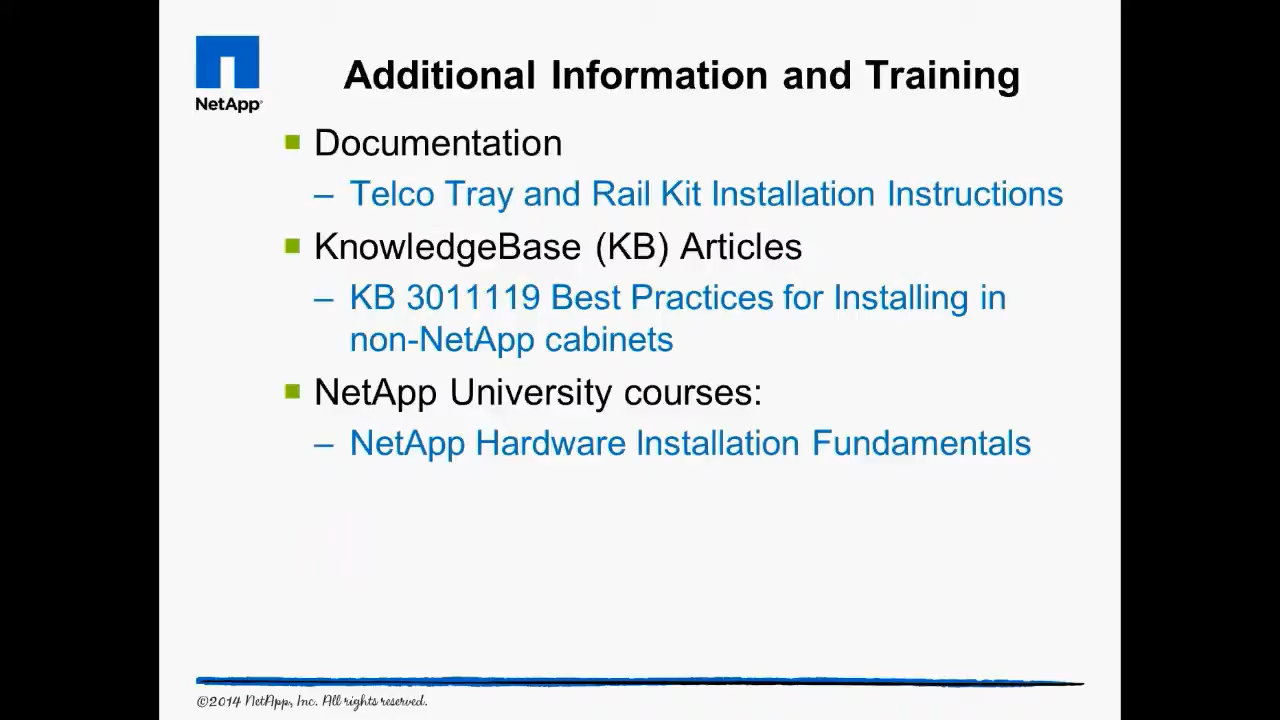 NetApp®
Additional Information and Training
Documentation
– Telco Tray and Rail Kit Installation Instructions
KnowledgeBase (KB) Articles
– KB 3011119 Best Practices for Installing in
non-NetApp cabinets
NetApp University courses:
– NetApp Hardware Installation Fundamentals
©2014 NetApp, Inc. All rights reserved.